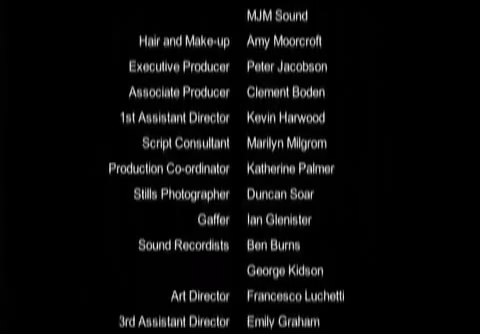 MJM Sound
Hair and Make-up Amy Moorcroft
Executive Producer Peter Jacobson
Associate Producer Clement Boden
1st Assistant Director Kevin Harwood
Script Consultant Marilyn Milgrom
Production Co-ordinator Katherine Palmer
Stills Photographer Duncan Soar
Gaffer Ian Glenister
Sound Recordists Ben Burns
George Kidson
Art Director Francesco Luchetti
3rd Assistant Director Emily Graham